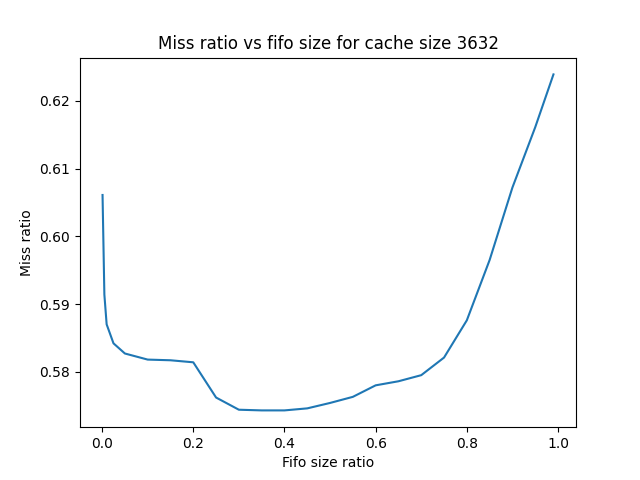 Miss ratio vs fifo size for cache size 3632
0.62
0.61
0.60
0.59
0.58
Miss ratio
0.0 0.2 0.4 0.6 0.8 1.0
Fifo size ratio